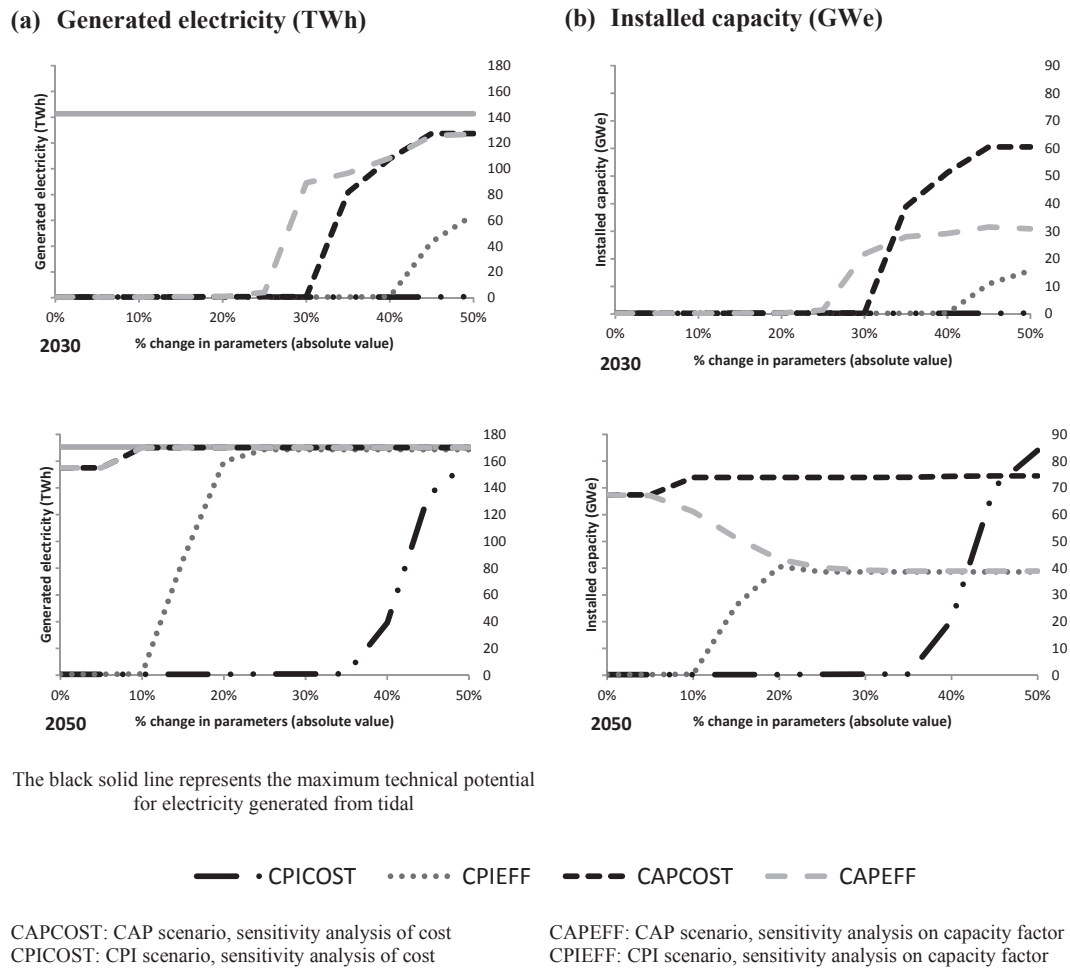 (a) Generated electricity (TWh)
(b) Installed capacity (GWe)
Generated electricity (TWh)
180
160
140
120
100
80
60
40
20
0
0% 10% 20% 30% 40% 50%
2030
% change in parameters (absolute value)
Installed capacity (GWe)
90
80
70
60
50
40
30
20
10
0
0% 10% 20% 30% 40% 50%
2030
% change in parameters (absolute value)
Generated electricity (TWh)
180
160
140
120
100
80
60
40
20
0
0% 10% 20% 30% 40% 50%
2050
% change in parameters (absolute value)
Installed capacity (GWe)
90
80
70
60
50
40
30
20
10
0
0% 10% 20% 30% 40% 50%
2050
% change in parameters (absolute value)
The black solid line represents the maximum technical potential
for electricity generated from tidal
CPICOST CPIEFF CAPCOST CAPEFF
CAPCOST: CAP scenario, sensitivity analysis of cost
CPICOST: CPI scenario, sensitivity analysis of cost
CAPEFF: CAP scenario, sensitivity analysis on capacity factor
CPIEFF: CPI scenario, sensitivity analysis on capacity factor